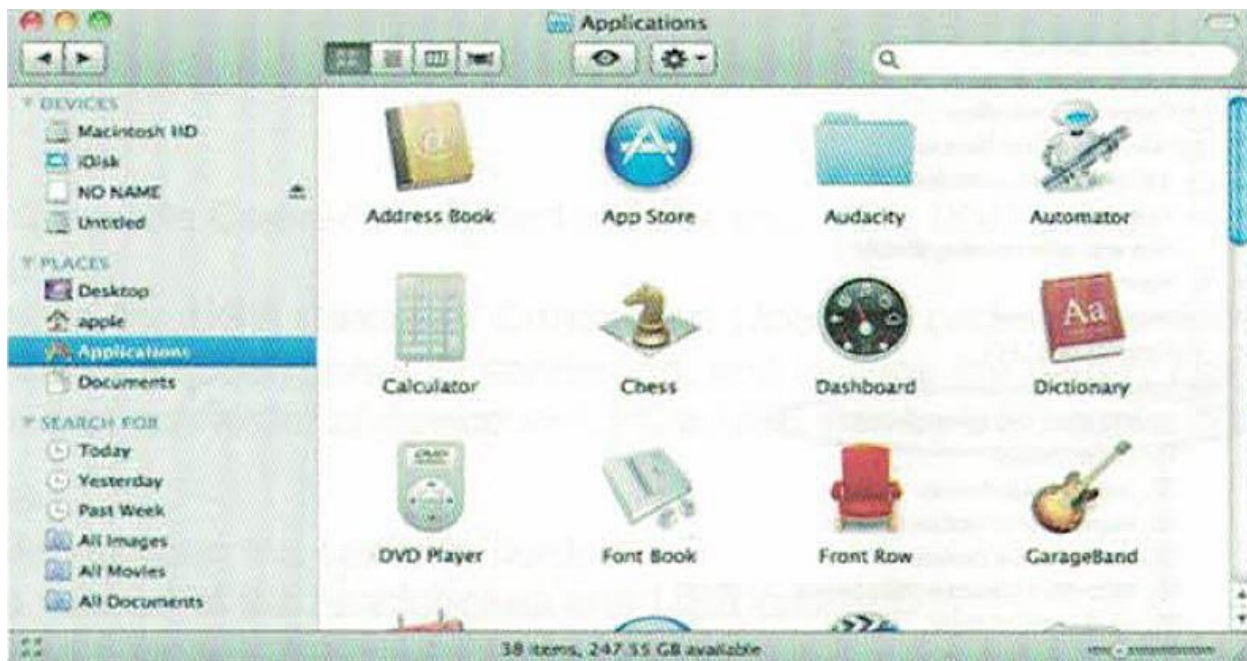 Applications
DEVICES
Macintosh HD
iDisk
NO NAME
Untitled
PLACES
Desktop
apple
Applications
Documents
SEARCH FOR
Today
Yesterday
Past Week
All Images
All Movies
All Documents
Address Book
App Store
Audacity
Automator
Calculator
Chess
Dashboard
Dictionary
Aa
DVD
DVD Player
Font Book
Front Row
GarageBand
38 items, 247.55 GB available